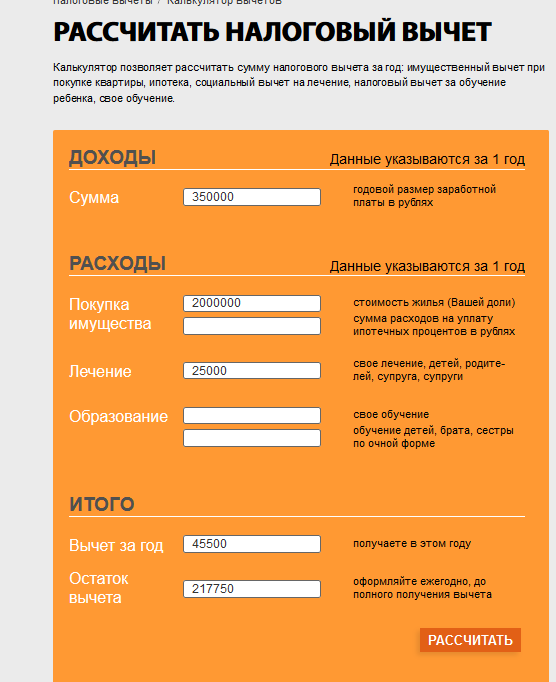 Налоговые вычеты / Калькулятор вычетов
РАССЧИТАТЬ НАЛОГОВЫЙ ВЫЧЕТ
Калькулятор позволяет рассчитать сумму налогового вычета за год: имущественный вычет при
покупке квартиры, ипотека, социальный вычет на лечение, налоговый вычет за обучение
ребенка, свое обучение.
ДОХОДЫ Данные указываются за 1 год
Сумма 350000 годовой размер заработной
платы в рублях
РАСХОДЫ Данные указываются за 1 год
Покупка
имущества
2000000 стоимость жилья (Вашей доли)
сумма расходов на уплату
ипотечных процентов в рублях
Лечение 25000 свое лечение, детей, родите-
лей, супруга, супруги
Образование свое обучение
обучение детей, брата, сестры
по очной форме
ИТОГО
Вычет за год 45500 получаете в этом году
Остаток
вычета
217750 оформляйте ежегодно, до
полного получения вычета
РАССЧИТАТЬ